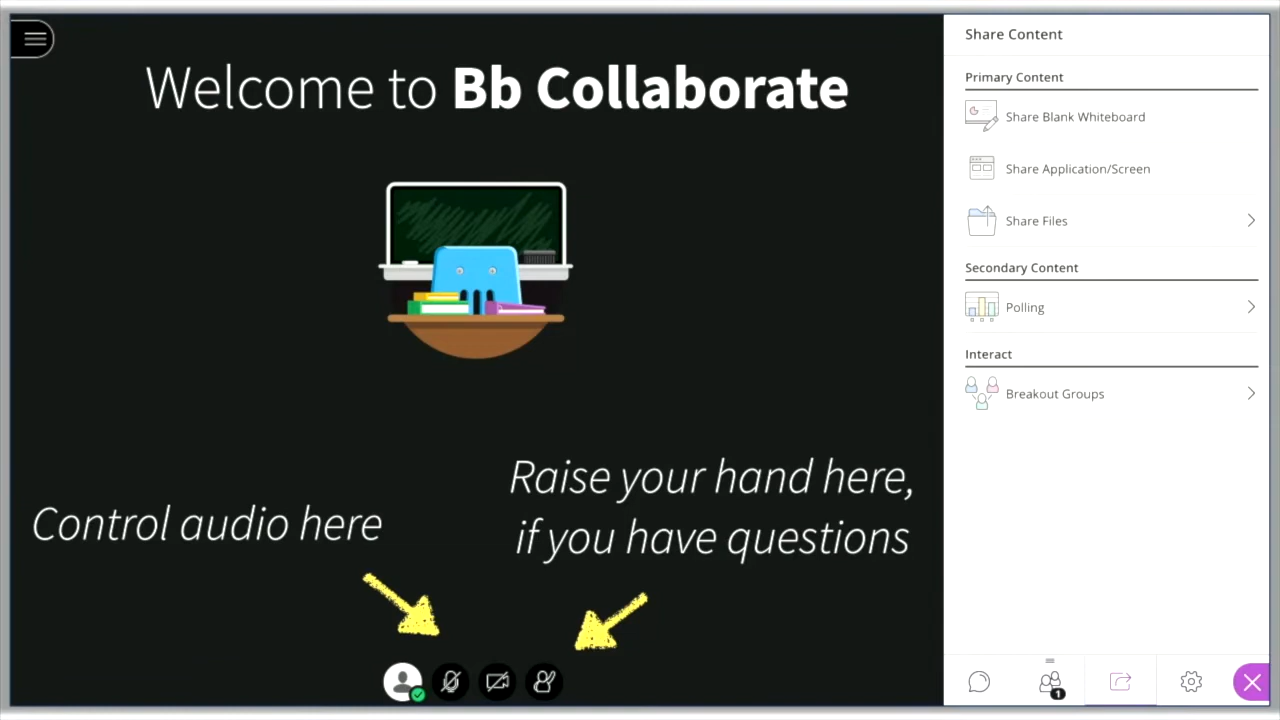 Welcome to Bb Collaborate
Control audio here
Raise your hand here,
if you have questions
Share Content
Primary Content
Share Blank Whiteboard
Share Application/Screen
Share Files
Secondary Content
Polling
Interact
Breakout Groups
1